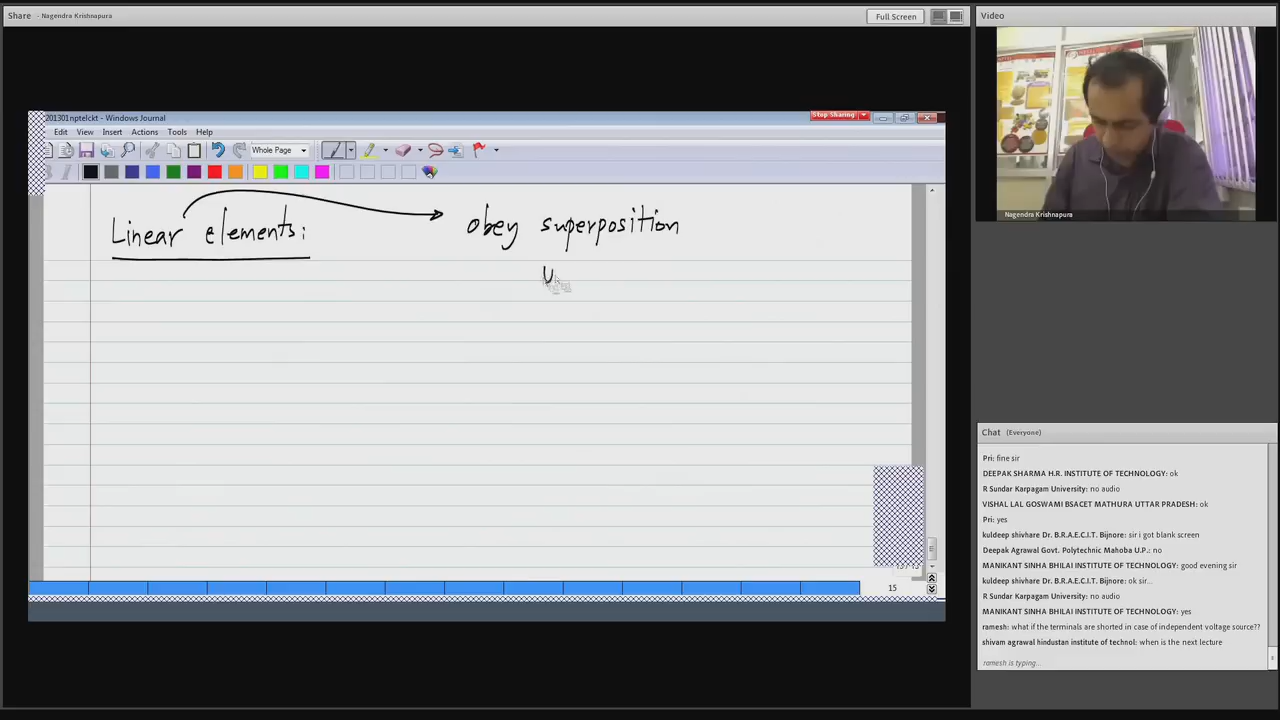 Share - Nagendra Krishnapura
Full Screen
Video
201301nptelckt - Windows Journal
Stop Sharing
Edit View Insert Actions Tools Help
Whole Page
Linear elements:
obey superposition
Nagendra Krishnapura
15
Chat (Everyone)
Pri: fine sir
DEEPAK SHARMA H.R. INSTITUTE OF TECHNOLOGY: ok
R Sundar Karpagam University: no audio
VISHAL LAL GOSWAMI BSACET MATHURA UTTAR PRADESH: ok
Pri: yes
kuldeep shivhare Dr. B.R.A.E.C.I.T. Bijnore: sir i got blank screen
Deepak Agrawal Govt. Polytechnic Mahoba U.P.: no
MANIKANT SINHA BHILAI INSTITUTE OF TECHNOLOGY: good evening sir
kuldeep shivhare Dr. B.R.A.E.C.I.T. Bijnore: ok sir...
R Sundar Karpagam University: no audio
MANIKANT SINHA BHILAI INSTITUTE OF TECHNOLOGY: yes
ramesh: what if the terminals are shorted in case of independent voltage source??
shivam agrawal hindustan institute of technol: when is the next lecture
ramesh is typing...